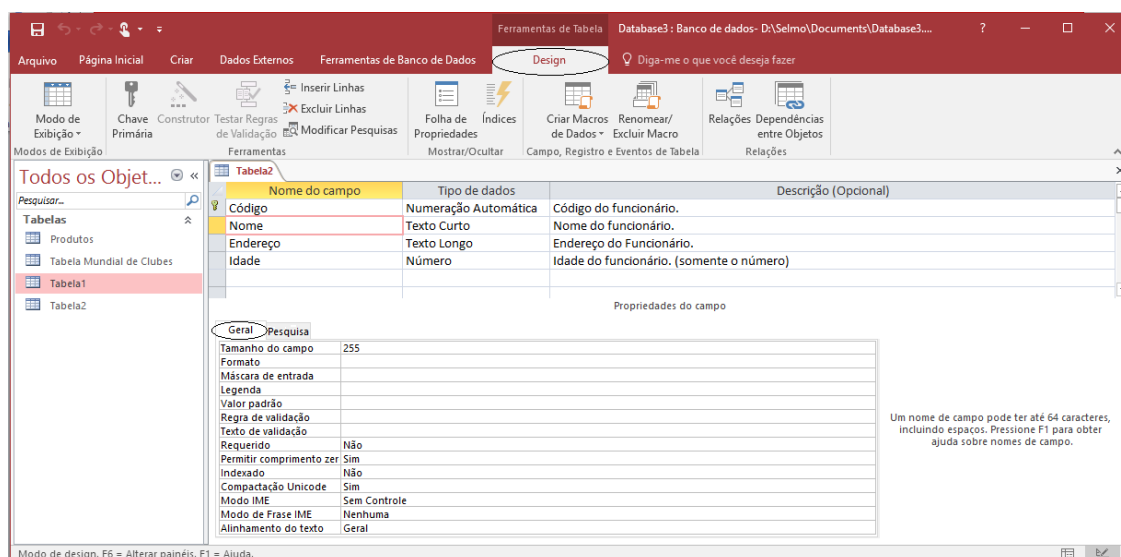 Ferramentas de Tabela Database3 : Banco de dados- D:\Selmo\Documents\Database3.... ?
Arquivo Página Inicial Criar Dados Externos Ferramentas de Banco de Dados Design Diga-me o que você deseja fazer
Modo de Exibição
Chave Primária
Construtor
Testar Regras de Validação
Inserir Linhas
Excluir Linhas
Modificar Pesquisas
Folha de Propriedades
Índices
Criar Macros de Dados
Renomear/ Excluir Macro
Relações
Dependências entre Objetos
Modos de Exibição Ferramentas Mostrar/Ocultar Campo, Registro e Eventos de Tabela Relações
Todos os Objet...
Pesquisar...
Tabelas
Produtos
Tabela Mundial de Clubes
Tabela1
Tabela2
Tabela2
Nome do campo Tipo de dados Descrição (Opcional)
Código Numeração Automática Código do funcionário.
Nome Texto Curto Nome do funcionário.
Endereço Texto Longo Endereço do Funcionário.
Idade Número Idade do funcionário. (somente o número)
Propriedades do campo
Geral Pesquisa
Tamanho do campo 255
Formato
Máscara de entrada
Legenda
Valor padrão
Regra de validação
Texto de validação
Requerido Não
Permitir comprimento zer Sim
Indexado Não
Compactação Unicode Sim
Modo IME Sem Controle
Modo de Frase IME Nenhuma
Alinhamento do texto Geral
Um nome de campo pode ter até 64 caracteres,
incluindo espaços. Pressione F1 para obter
ajuda sobre nomes de campo.
Modo de design. F6 = Alterar painéis. F1 = Ajuda.